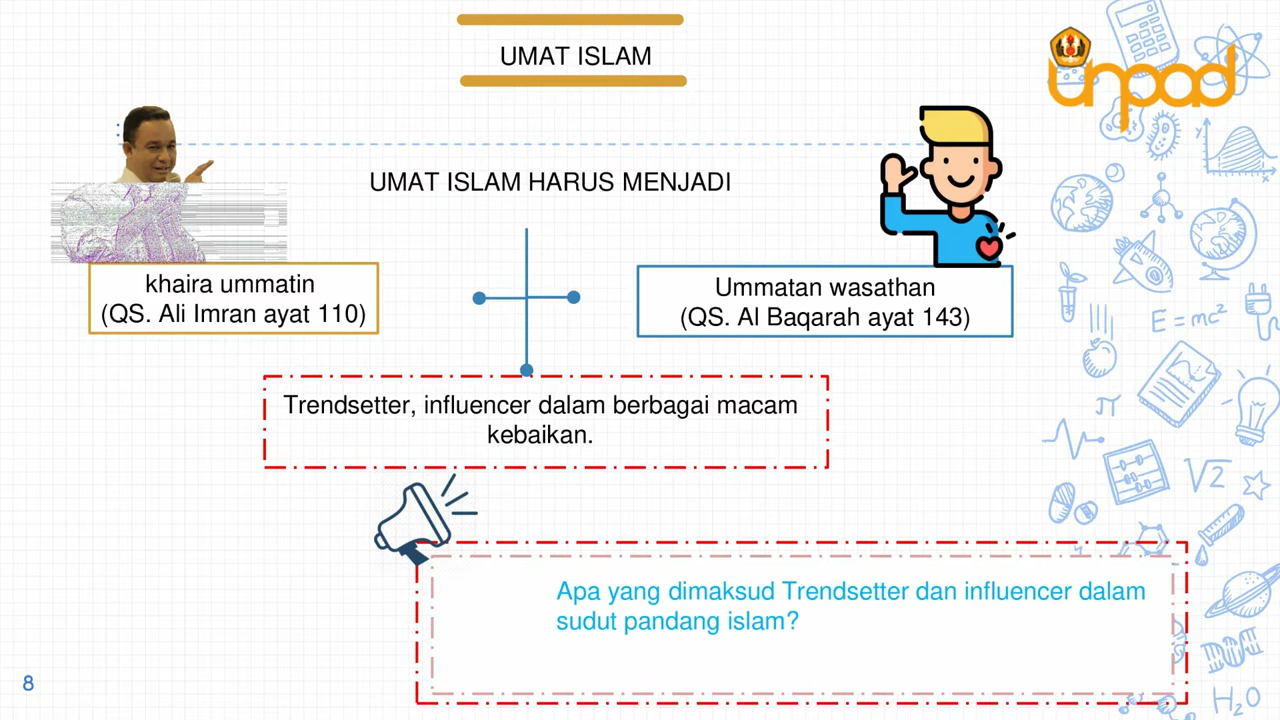 UMAT ISLAM
unpad
UMAT ISLAM HARUS MENJADI
khaira ummatin
(QS. Ali Imran ayat 110)
Ummatan wasathan
(QS. Al Baqarah ayat 143)
Trendsetter, influencer dalam berbagai macam
kebaikan.
Apa yang dimaksud Trendsetter dan influencer dalam
sudut pandang islam?
8
y
x
E=mc²
π
√2
H₂O